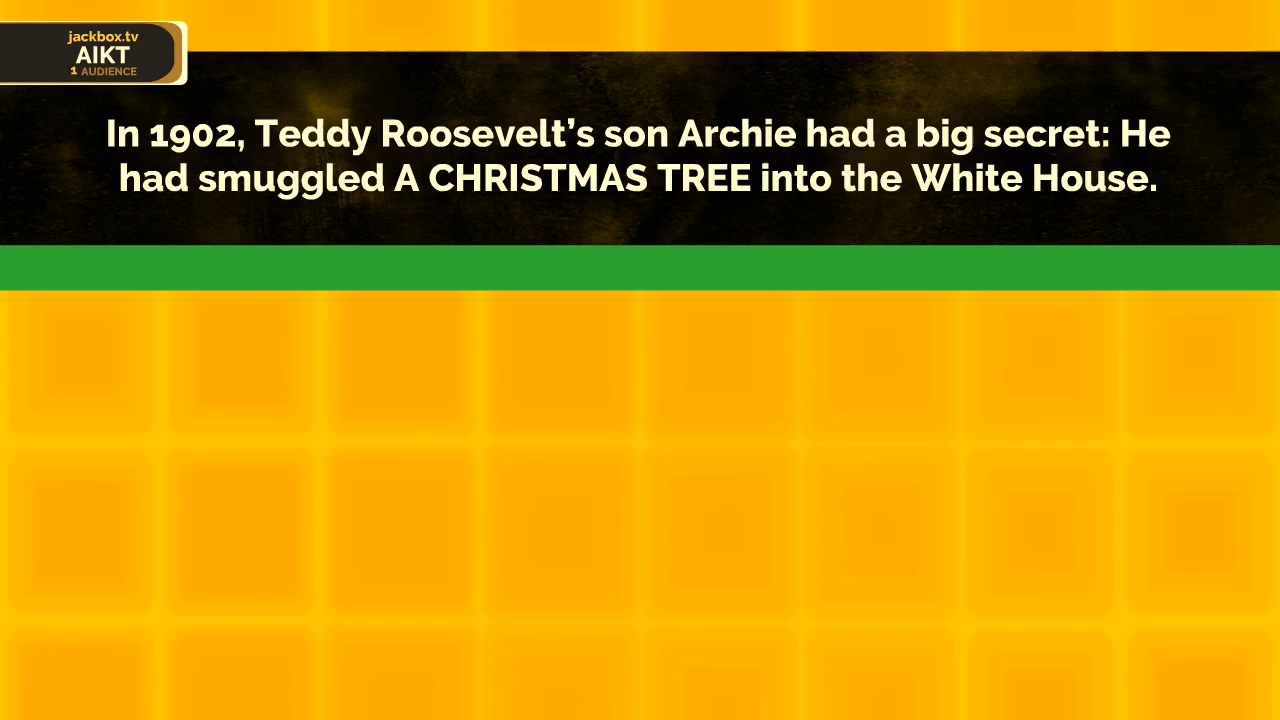 jackbox.tv
AIKT
1 AUDIENCE
In 1902, Teddy Roosevelt’s son Archie had a big secret: He
had smuggled A CHRISTMAS TREE into the White House.